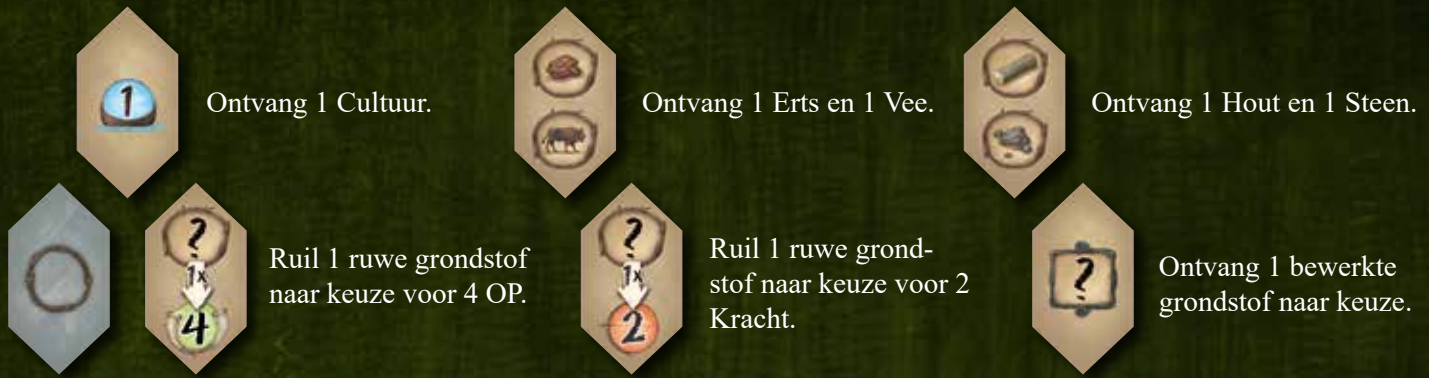 1
Ontvang 1 Cultuur.
Ontvang 1 Erts en 1 Vee.
Ontvang 1 Hout en 1 Steen.
?
1x
4
Ruil 1 ruwe grondstof
naar keuze voor 4 OP.
?
1x
2
Ruil 1 ruwe grond-
stof naar keuze voor 2
Kracht.
?
Ontvang 1 bewerkte
grondstof naar keuze.